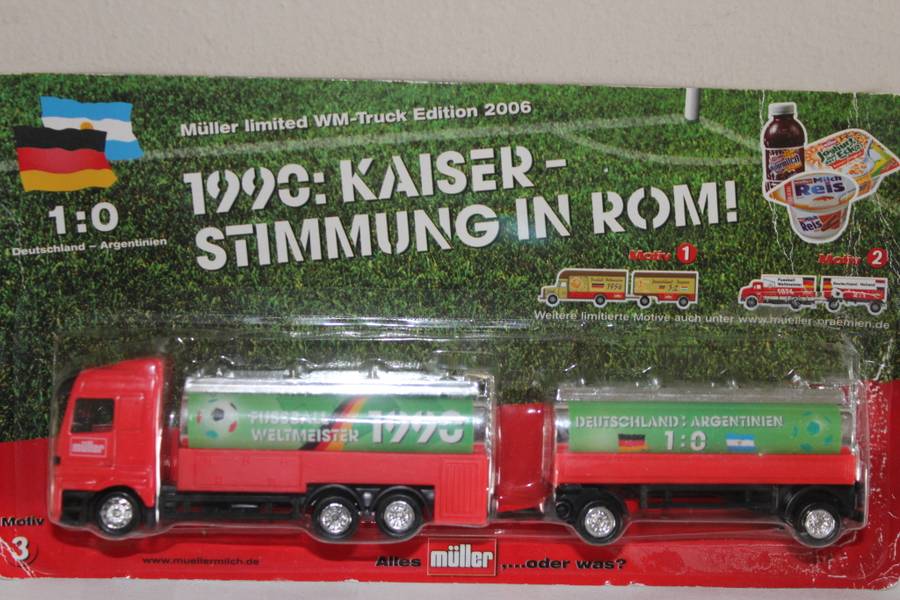 Müller limited WM-Truck Edition 2006
1990: KAISER-
STIMMUNG IN ROM!
1:0
Deutschland – Argentinien
Milch
Reis
Motiv 1
Motiv 2
1974
Weitere limitierte Motive auch unter www.mueller-praemien.de
FUSSBALL
WELTMEISTER 1990
DEUTSCHLAND : ARGENTINIEN
1:0
müller
Motiv
3
www.muellermilch.de
Alles müller ,....oder was?